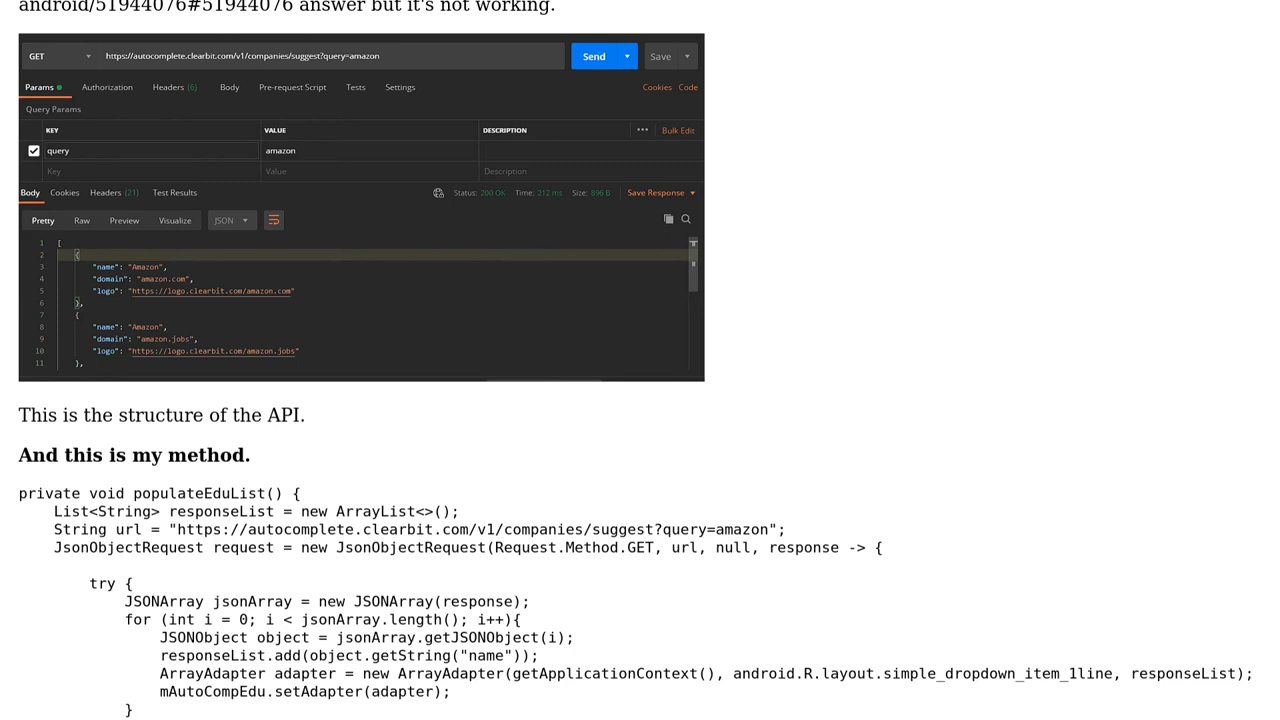 android/51944076#51944076 answer but it's not working.
GET https://autocomplete.clearbit.com/v1/companies/suggest?query=amazon Send Save
Params Authorization Headers (6) Body Pre-request Script Tests Settings Cookies Code
Query Params
KEY VALUE DESCRIPTION ••• Bulk Edit
query amazon
Key Value Description
Body Cookies Headers (21) Test Results Status: 200 OK Time: 212 ms Size: 896 B Save Response
Pretty Raw Preview Visualize JSON
1 [
2 {
3 "name": "Amazon",
4 "domain": "amazon.com",
5 "logo": "https://logo.clearbit.com/amazon.com"
6 },
7 {
8 "name": "Amazon",
9 "domain": "amazon.jobs",
10 "logo": "https://logo.clearbit.com/amazon.jobs"
11 },
This is the structure of the API.
And this is my method.
private void populateEduList() {
    List<String> responseList = new ArrayList<>();
    String url = "https://autocomplete.clearbit.com/v1/companies/suggest?query=amazon";
    JsonObjectRequest request = new JsonObjectRequest(Request.Method.GET, url, null, response -> {
        try {
            JSONArray jsonArray = new JSONArray(response);
            for (int i = 0; i < jsonArray.length(); i++){
                JSONObject object = jsonArray.getJSONObject(i);
                responseList.add(object.getString("name"));
                ArrayAdapter adapter = new ArrayAdapter(getApplicationContext(), android.R.layout.simple_dropdown_item_1line, responseList);
                mAutoCompEdu.setAdapter(adapter);
            }